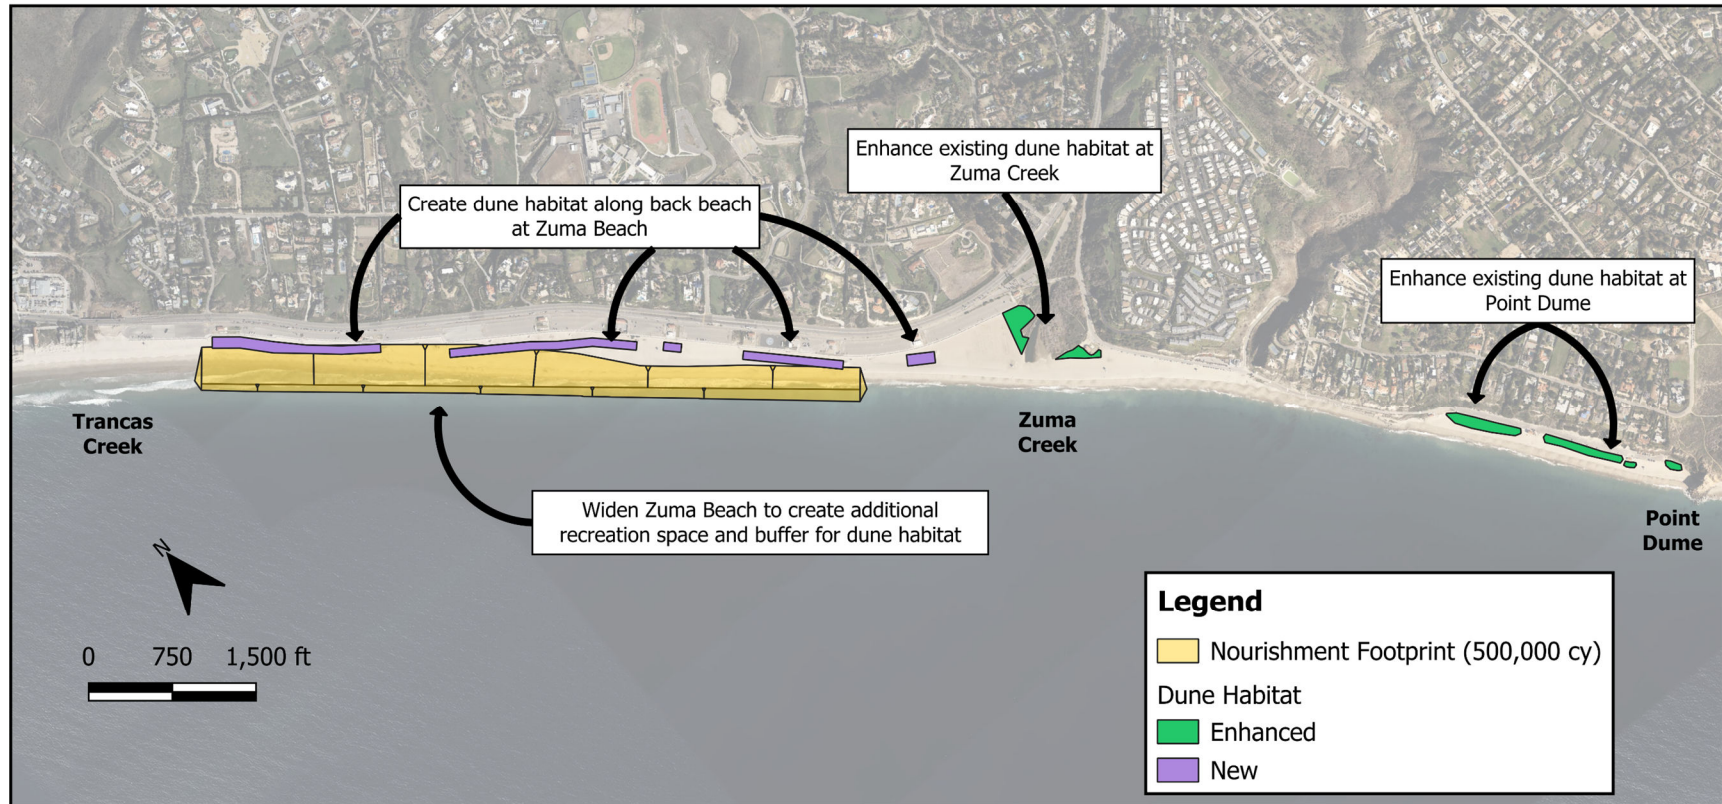 Enhance existing dune habitat at
Zuma Creek
Create dune habitat along back beach
at Zuma Beach
Enhance existing dune habitat at
Point Dume
Trancas
Creek
Zuma
Creek
Widen Zuma Beach to create additional
recreation space and buffer for dune habitat
Point
Dume
N
0 750 1,500 ft
Legend
Nourishment Footprint (500,000 cy)
Dune Habitat
Enhanced
New